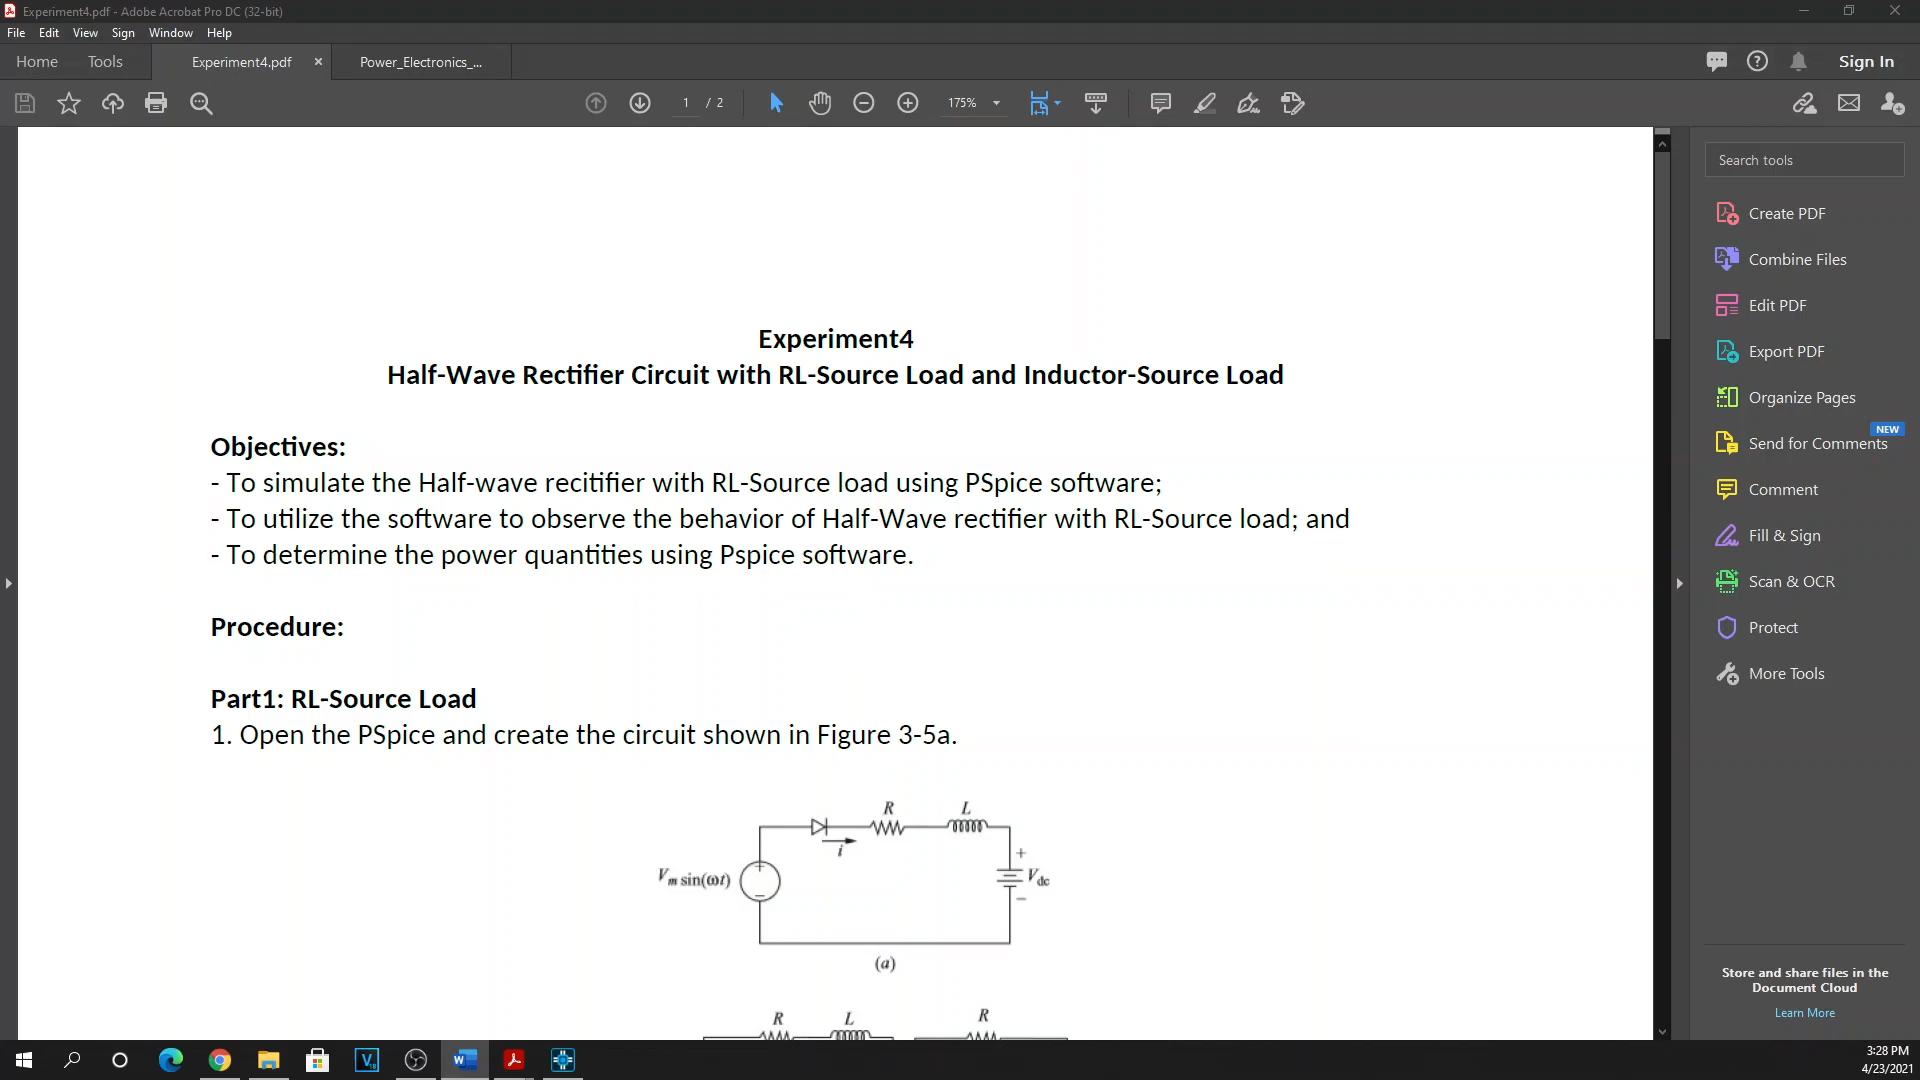 Experiment4.pdf - Adobe Acrobat Pro DC (32-bit)
File Edit View Sign Window Help
Home Tools Experiment4.pdf × Power_Electronics_... Sign In
1 / 2 175%
Search tools
Create PDF
Combine Files
Edit PDF
Export PDF
Organize Pages
NEW
Send for Comments
Comment
Fill & Sign
Scan & OCR
Protect
More Tools
Store and share files in the
Document Cloud
Learn More
Experiment4
Half-Wave Rectifier Circuit with RL-Source Load and Inductor-Source Load
Objectives:
- To simulate the Half-wave recitifier with RL-Source load using PSpice software;
- To utilize the software to observe the behavior of Half-Wave rectifier with RL-Source load; and
- To determine the power quantities using Pspice software.
Procedure:
Part1: RL-Source Load
1. Open the PSpice and create the circuit shown in Figure 3-5a.
R L
i
+
Vm sin(ωt) + − Vdc
−
(a)
R L R
3:28 PM
4/23/2021